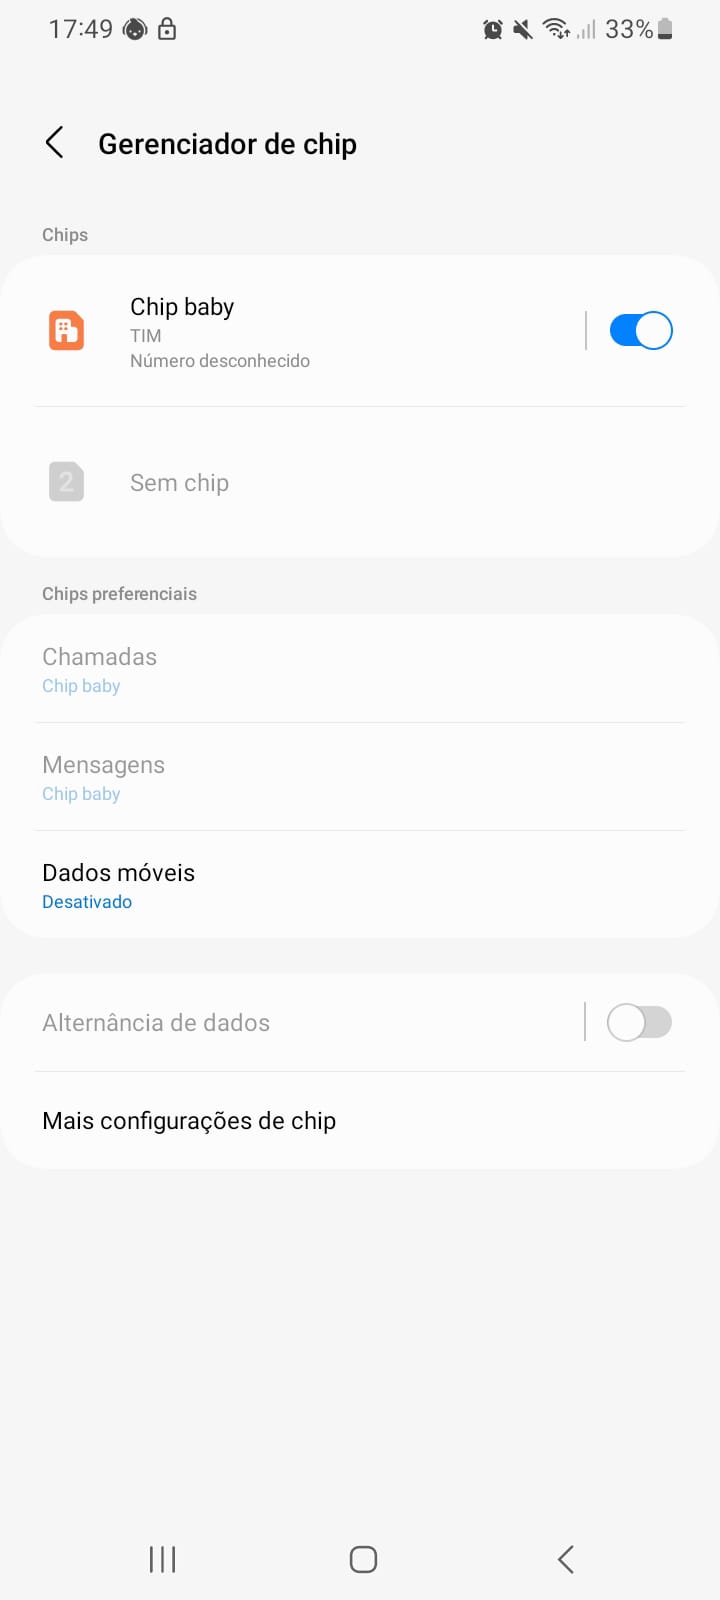 17:49 33%
Gerenciador de chip
Chips
Chip baby
TIM
Número desconhecido
2 Sem chip
Chips preferenciais
Chamadas
Chip baby
Mensagens
Chip baby
Dados móveis
Desativado
Alternância de dados
Mais configurações de chip